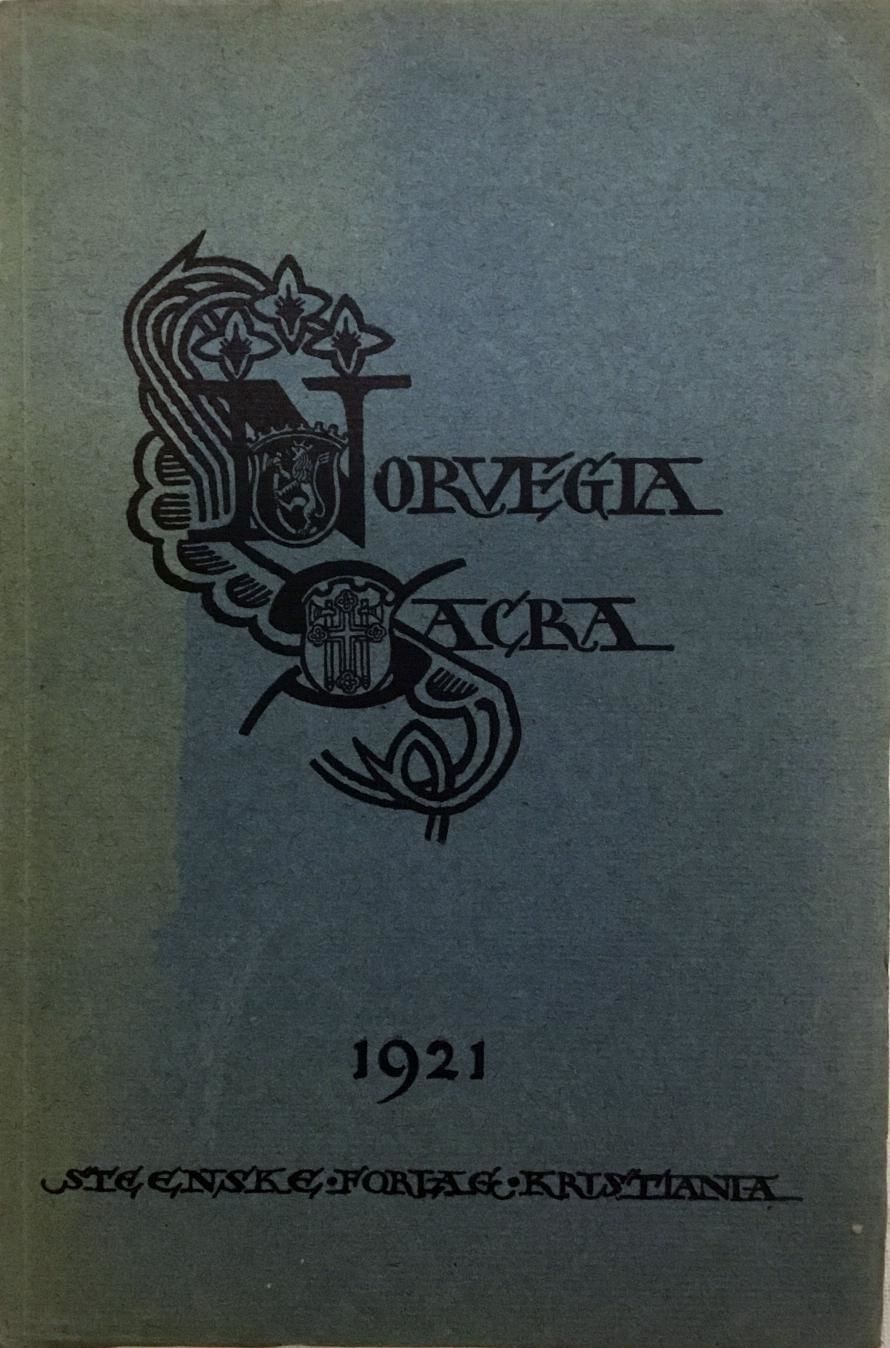 NORVEGIA
SACRA
1921
STEENSKE · FORLAG · KRISTIANIA